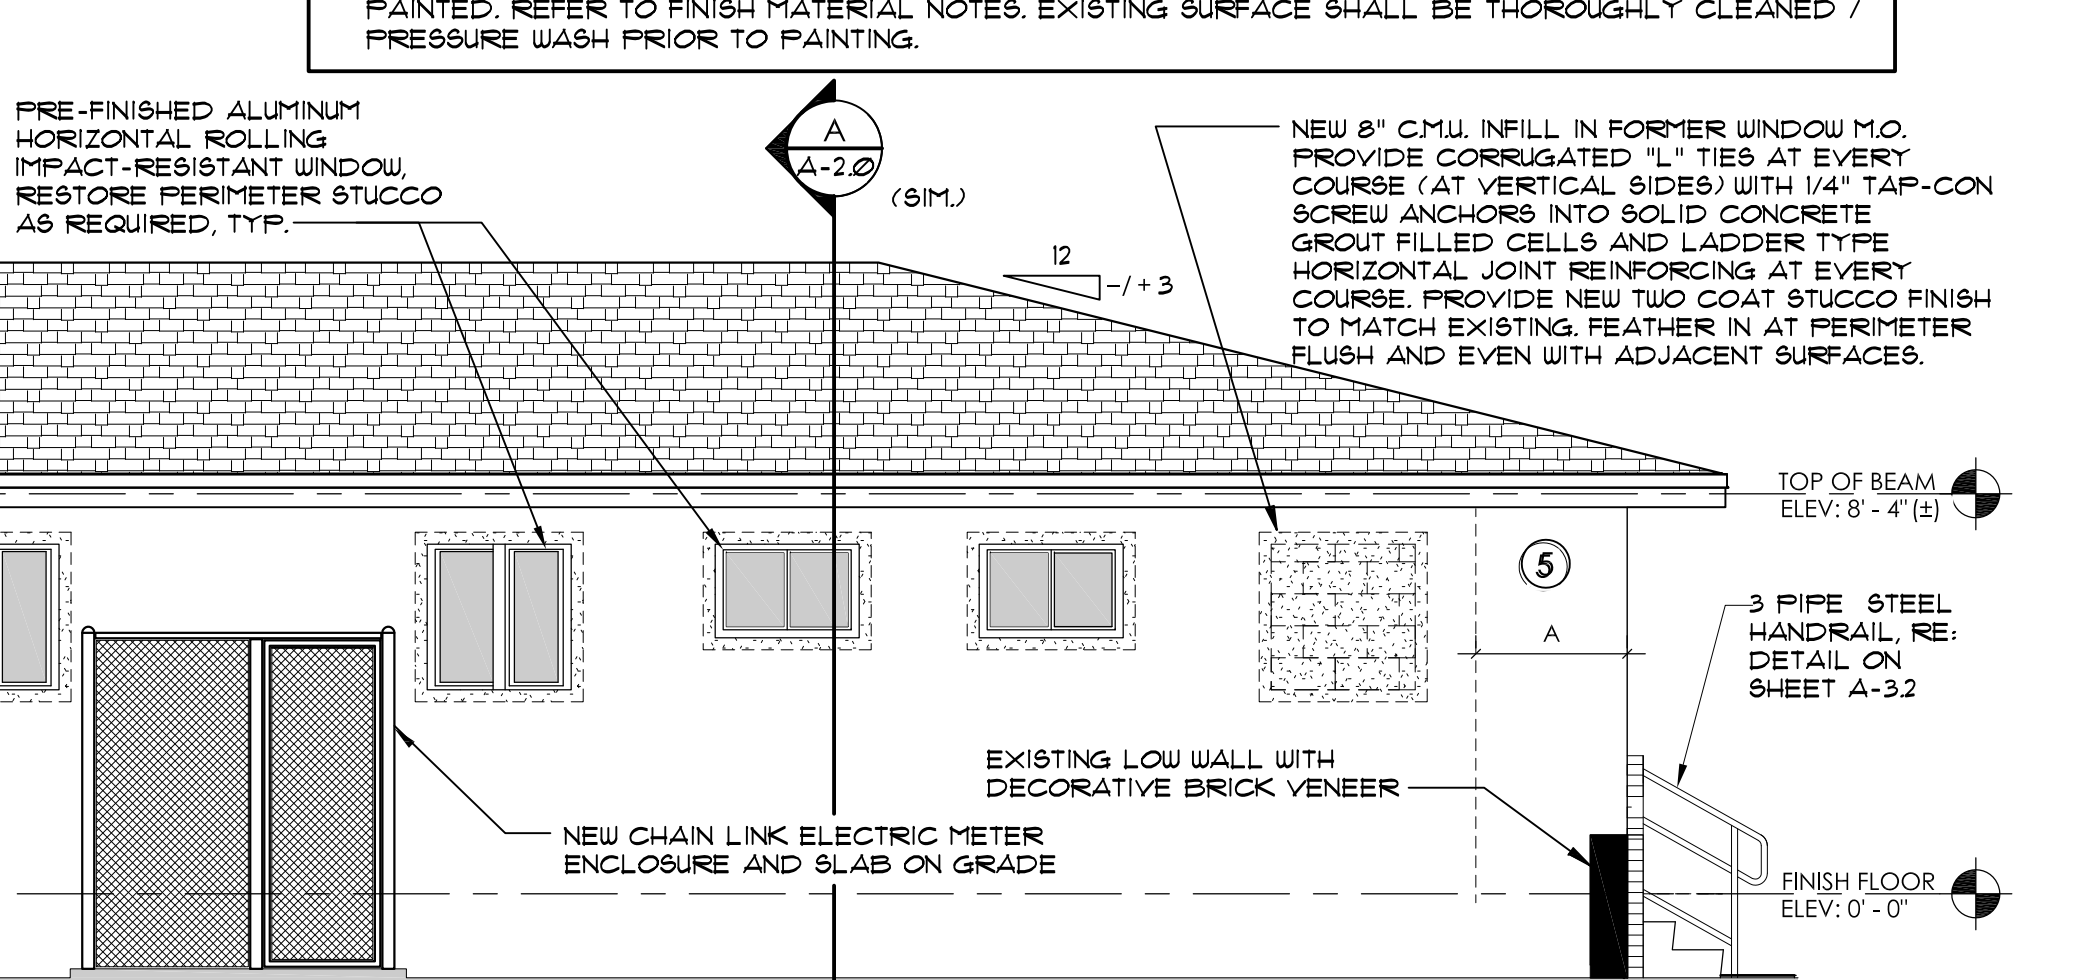 PAINTED. REFER TO FINISH MATERIAL NOTES. EXISTING SURFACE SHALL BE THOROUGHLY CLEANED /
PRESSURE WASH PRIOR TO PAINTING.
PRE-FINISHED ALUMINUM
HORIZONTAL ROLLING
IMPACT-RESISTANT WINDOW,
RESTORE PERIMETER STUCCO
AS REQUIRED, TYP.
A
A-2.0
(SIM.)
12
-/+3
NEW 8" C.M.U. INFILL IN FORMER WINDOW M.O.
PROVIDE CORRUGATED "L" TIES AT EVERY
COURSE (AT VERTICAL SIDES) WITH 1/4" TAP-CON
SCREW ANCHORS INTO SOLID CONCRETE
GROUT FILLED CELLS AND LADDER TYPE
HORIZONTAL JOINT REINFORCING AT EVERY
COURSE. PROVIDE NEW TWO COAT STUCCO FINISH
TO MATCH EXISTING. FEATHER IN AT PERIMETER
FLUSH AND EVEN WITH ADJACENT SURFACES.
TOP OF BEAM
ELEV: 8' - 4" (±)
5
A
3 PIPE STEEL
HANDRAIL, RE:
DETAIL ON
SHEET A-3.2
EXISTING LOW WALL WITH
DECORATIVE BRICK VENEER
NEW CHAIN LINK ELECTRIC METER
ENCLOSURE AND SLAB ON GRADE
FINISH FLOOR
ELEV: 0' - 0"